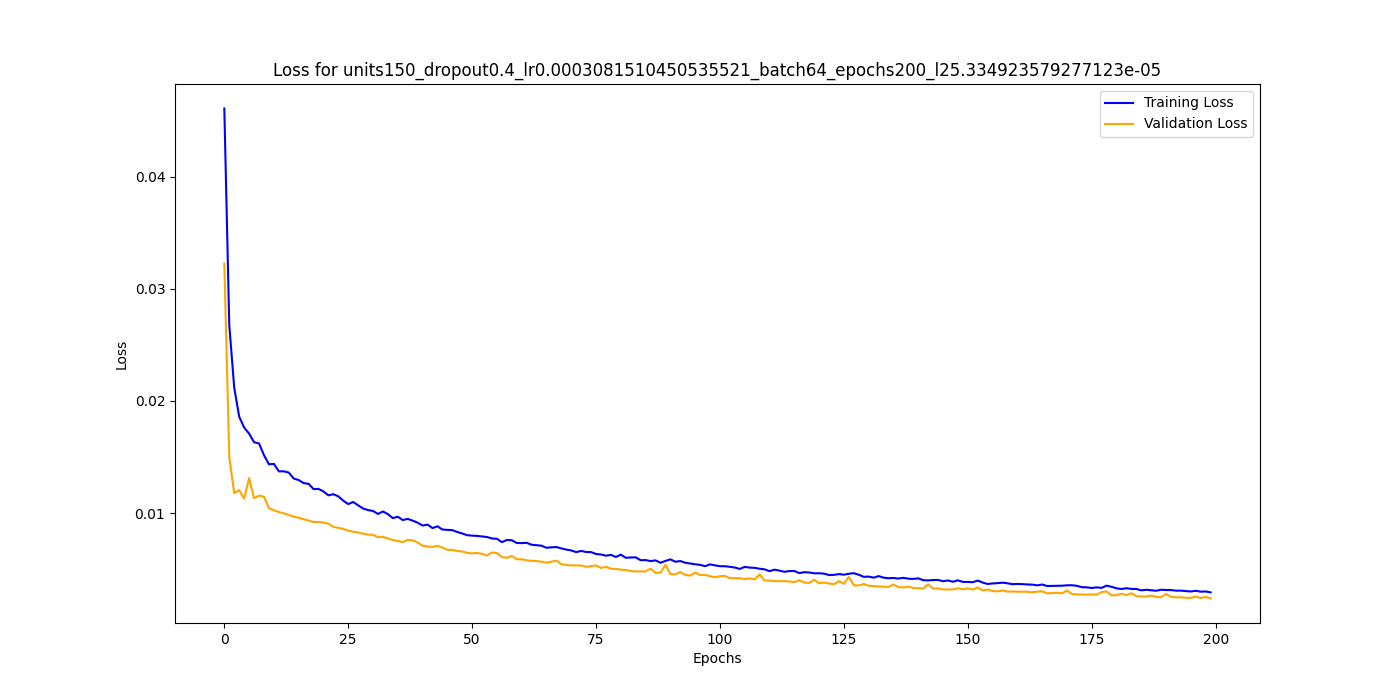 Loss for units150_dropout0.4_lr0.0003081510450535521_batch64_epochs200_l25.334923579277123e-05
Training Loss
Validation Loss
0.04
0.03
0.02
0.01
Loss
0 25 50 75 100 125 150 175 200
Epochs